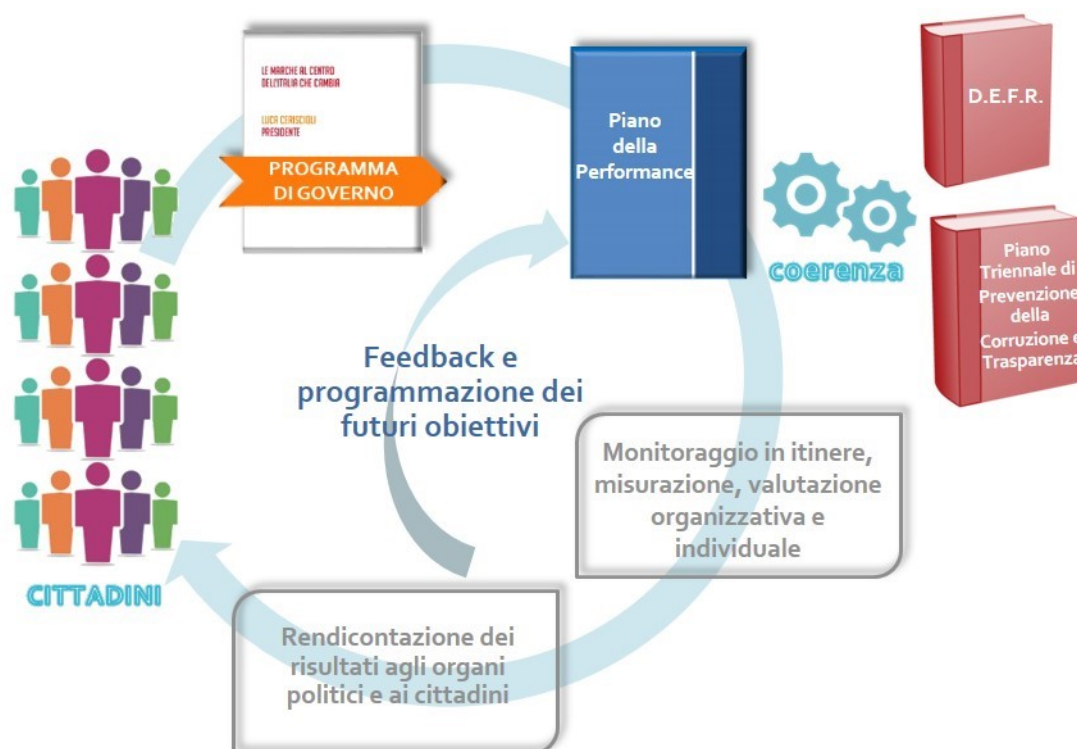 LE MARCHE AL CENTRO
DELL'ITALIA CHE CAMBIA
LUCA CERISCIOLI
PRESIDENTE
PROGRAMMA
DI GOVERNO
Piano
della
Performance
D.E.F.R.
coerenza
Piano
Triennale di
Prevenzione
della
Corruzione e
Trasparenza
Feedback e
programmazione dei
futuri obiettivi
Monitoraggio in itinere,
misurazione, valutazione
organizzativa e
individuale
CITTADINI
Rendicontazione dei
risultati agli organi
politici e ai cittadini